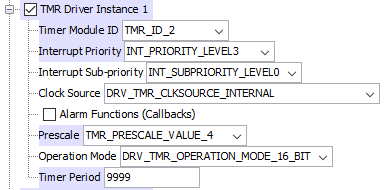 TMR Driver Instance 1
Timer Module ID TMR_ID_2
Interrupt Priority INT_PRIORITY_LEVEL3
Interrupt Sub-priority INT_SUBPRIORITY_LEVEL0
Clock Source DRV_TMR_CLKSOURCE_INTERNAL
Alarm Functions (Callbacks)
Prescale TMR_PRESCALE_VALUE_4
Operation Mode DRV_TMR_OPERATION_MODE_16_BIT
Timer Period 9999